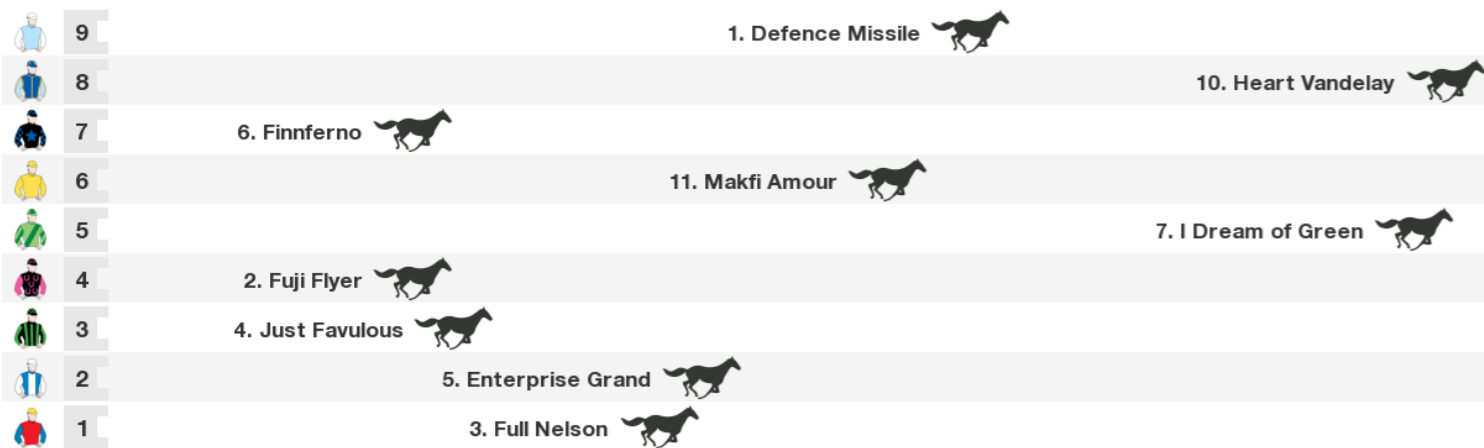 9 1. Defence Missile
8 10. Heart Vandelay
7 6. Finnferno
6 11. Makfi Amour
5 7. I Dream of Green
4 2. Fuji Flyer
3 4. Just Favulous
2 5. Enterprise Grand
1 3. Full Nelson